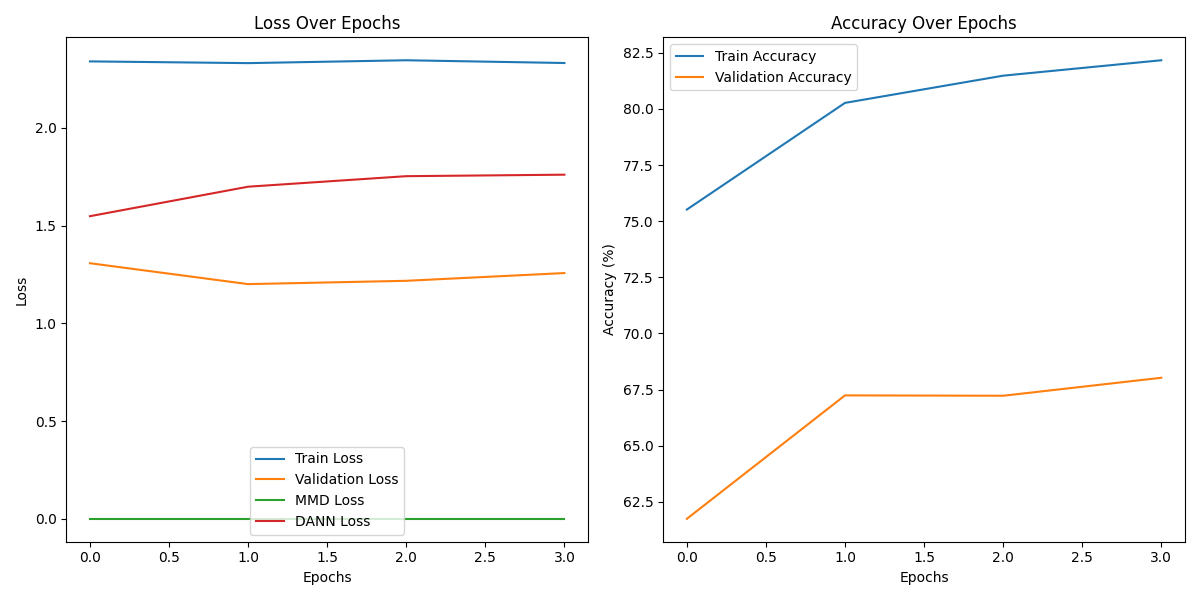 Loss Over Epochs
Loss
2.0
1.5
1.0
0.5
0.0
Train Loss
Validation Loss
MMD Loss
DANN Loss
0.0 0.5 1.0 1.5 2.0 2.5 3.0
Epochs
Accuracy Over Epochs
Accuracy (%)
82.5
80.0
77.5
75.0
72.5
70.0
67.5
65.0
62.5
Train Accuracy
Validation Accuracy
0.0 0.5 1.0 1.5 2.0 2.5 3.0
Epochs